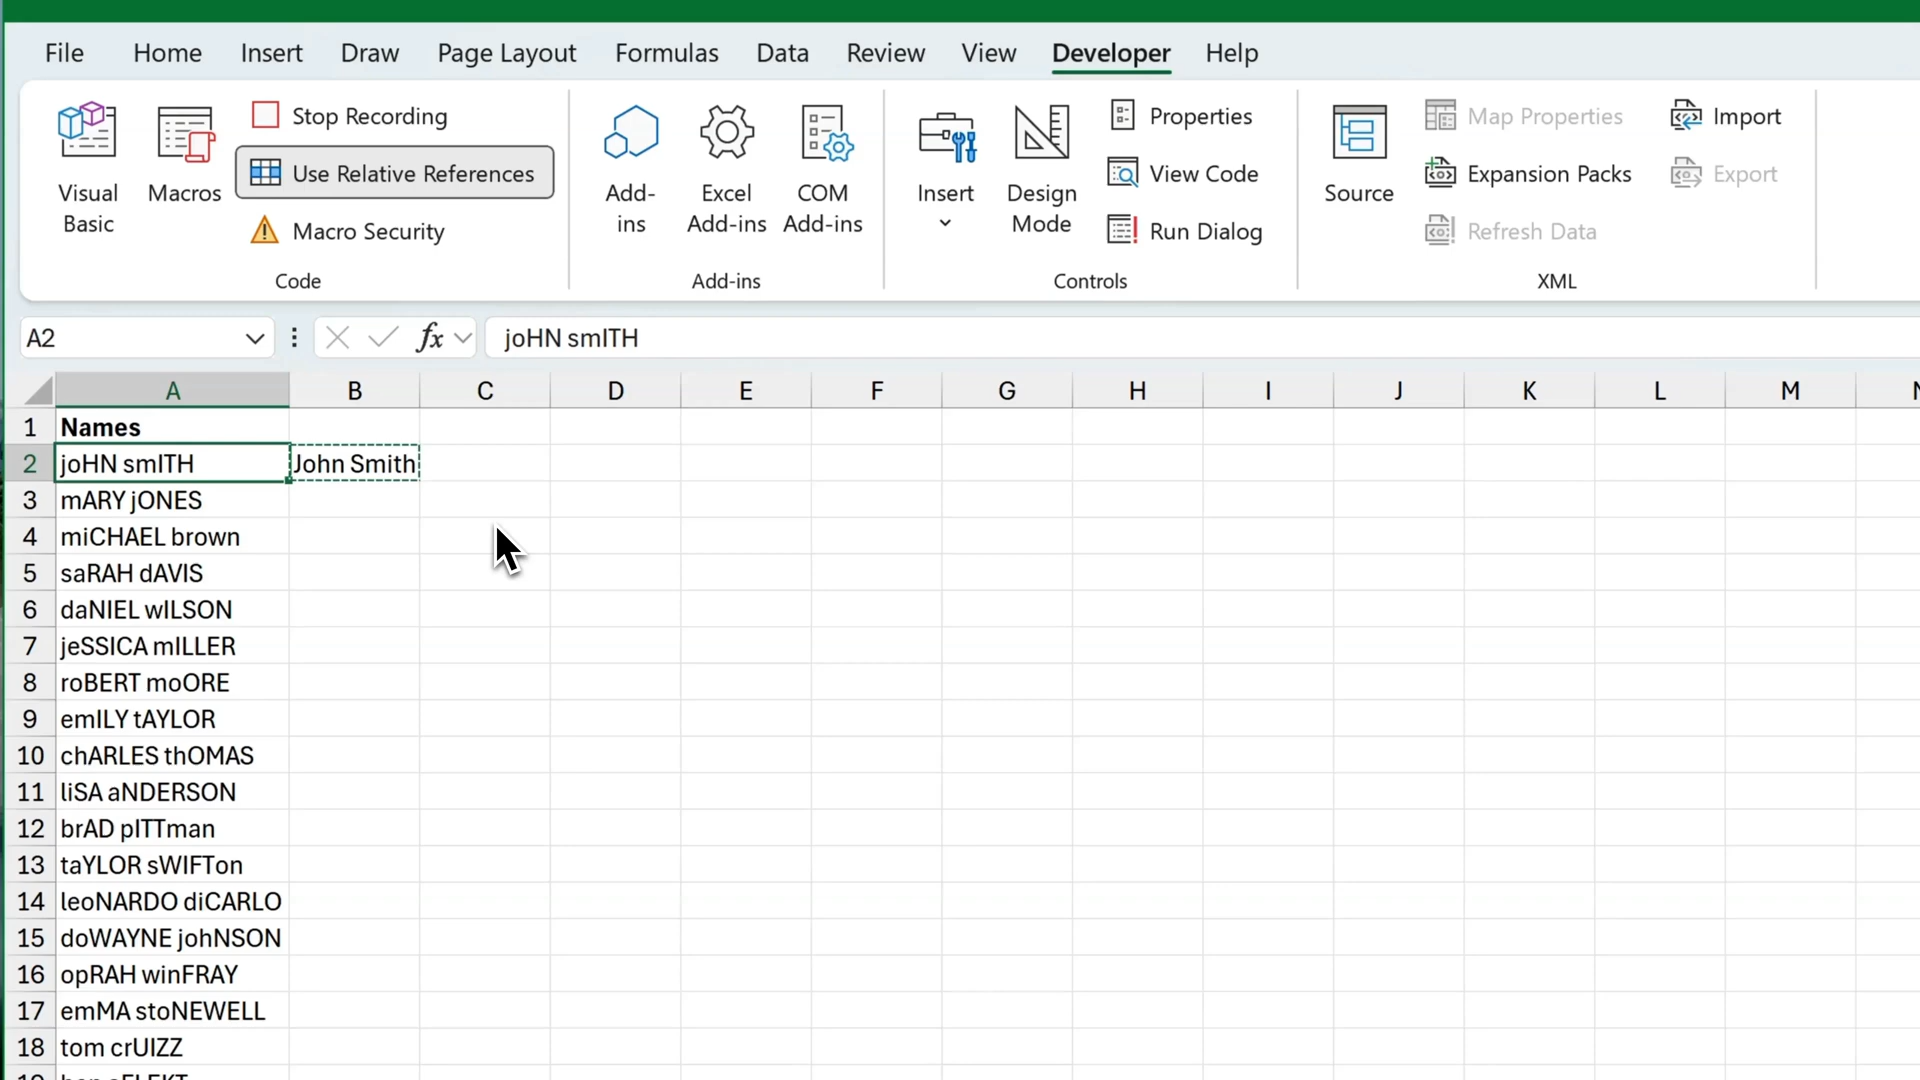 File Home Insert Draw Page Layout Formulas Data Review View Developer Help
Visual Basic
Macros
Stop Recording
Use Relative References
Macro Security
Code
Add-ins
Excel Add-ins
COM Add-ins
Add-ins
Insert
Design Mode
Properties
View Code
Run Dialog
Controls
Source
Map Properties
Expansion Packs
Refresh Data
Import
Export
XML
A2 fx joHN smITH
A B C D E F G H I J K L M
1 Names
2 joHN smITH John Smith
3 mARY jONES
4 miCHAEL brown
5 saRAH dAVIS
6 daNIEL wILSON
7 jeSSICA mILLER
8 roBERT moORE
9 emILY tAYLOR
10 chARLES thOMAS
11 liSA aNDERSON
12 brAD pITTman
13 taYLOR sWIFTon
14 leoNARDO diCARLO
15 doWAYNE johNSON
16 opRAH winFRAY
17 emMA stoNEWELL
18 tom crUIZZ